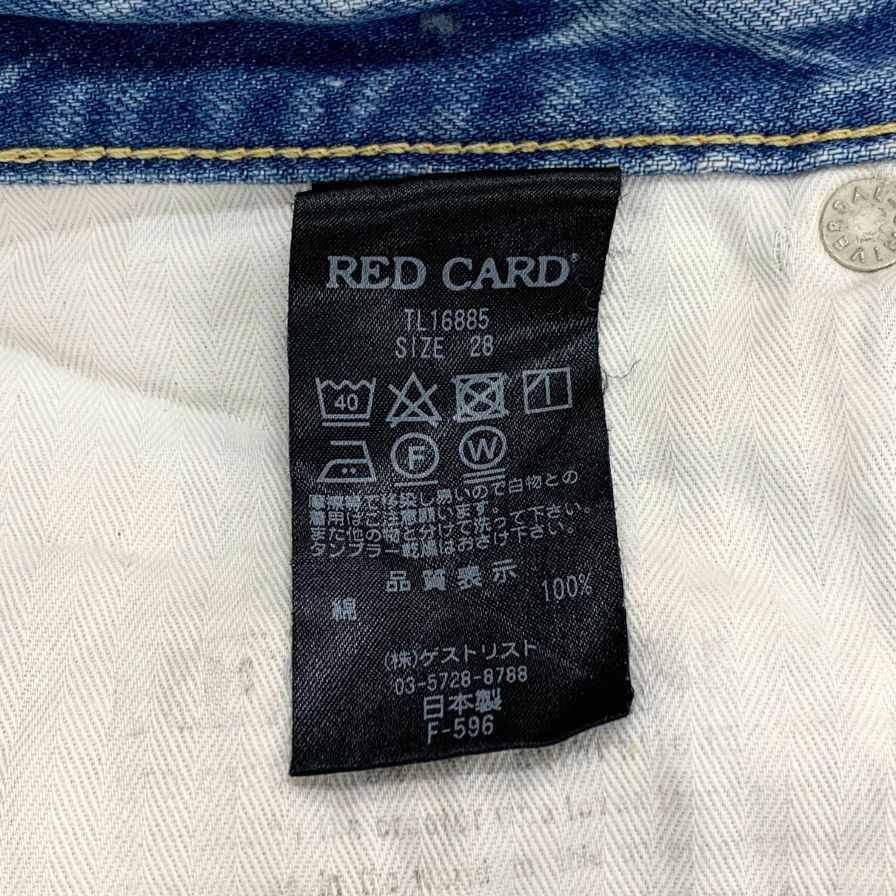 RED CARD®
TL16885
SIZE 28
40
F
W
摩擦等で移染し易いので白物との
着用はご注意願います。
また他の物と分けて洗って下さい。
タンブラー乾燥はおさけ下さい。
品質表示
綿 100%
(株)ゲストリスト
03-5728-8788
日本製
F-596
UNIVERSAL